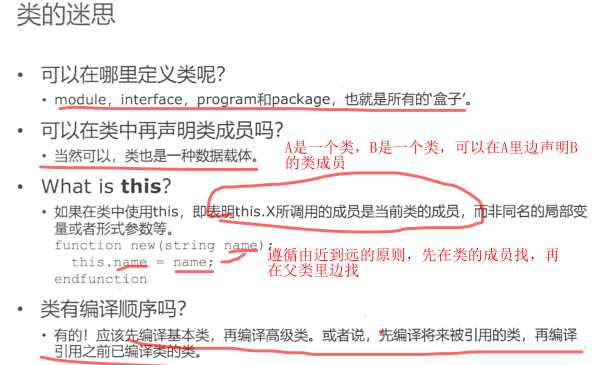 类的迷思
• 可以在哪里定义类呢？
• module，interface，program和package，也就是所有的‘盒子’。
• 可以在类中再声明类成员吗？
• 当然可以，类也是一种数据载体。
A是一个类，B是一个类，可以在A里边声明B
的类成员
• What is this?
• 如果在类中使用this，即表明this.X所调用的成员是当前类的成员，而非同名的局部变
量或者形式参数等。
function new(string name);
this.name = name;
endfunction
遵循由近到远的原则，先在类的成员找，再
在父类里边找
• 类有编译顺序吗？
• 有的！应该先编译基本类，再编译高级类。或者说，先编译将来被引用的类，再编译
引用之前已编译类的类。